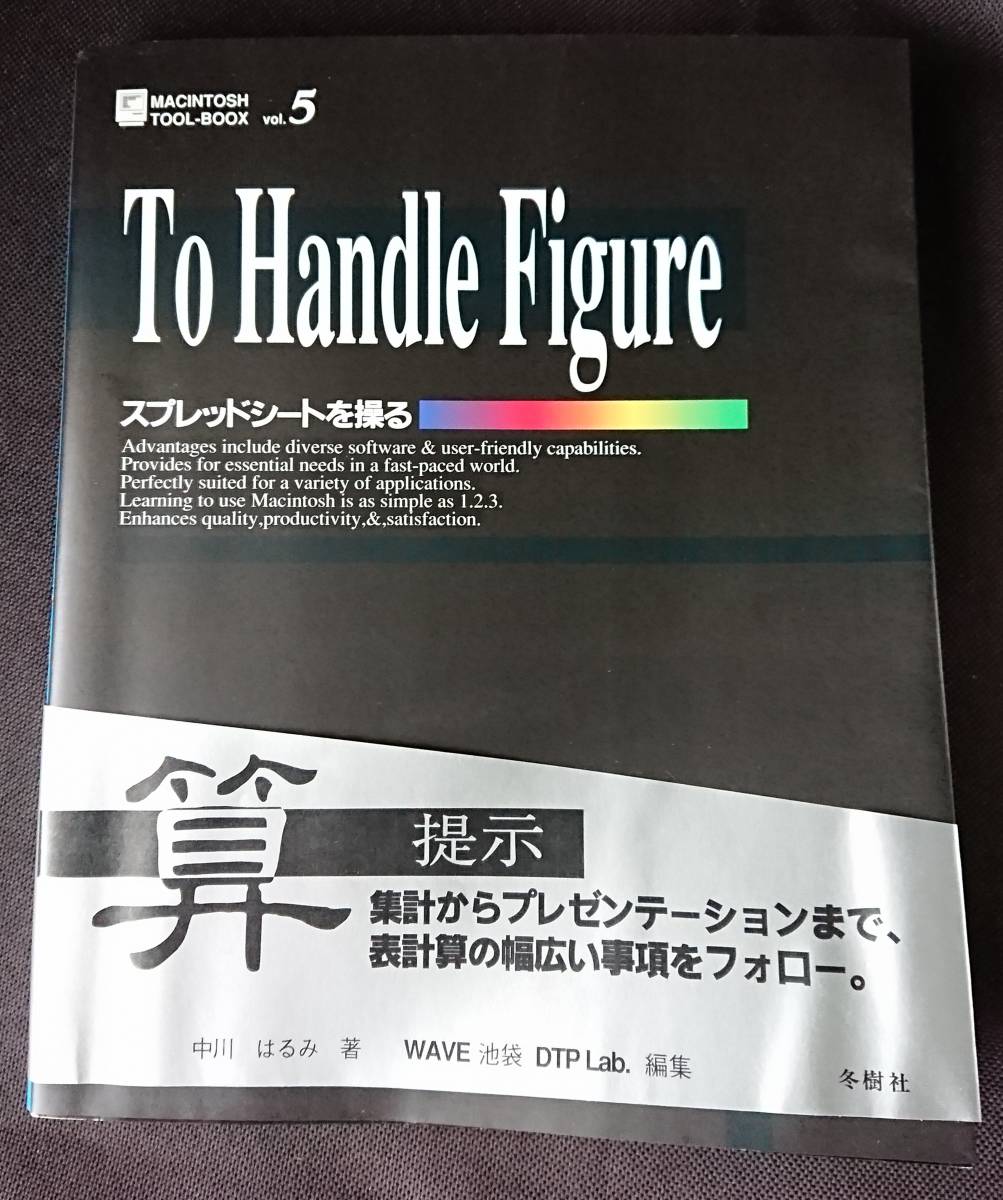 MACINTOSH
TOOL-BOOX vol.5
To Handle Figure
スプレッドシートを操る
Advantages include diverse software & user-friendly capabilities.
Provides for essential needs in a fast-paced world.
Perfectly suited for a variety of applications.
Learning to use Macintosh is as simple as 1.2.3.
Enhances quality,productivity,&,satisfaction.
算
提示
集計からプレゼンテーションまで、
表計算の幅広い事項をフォロー。
中川 はるみ 著 WAVE 池袋 DTP Lab. 編集
冬樹社